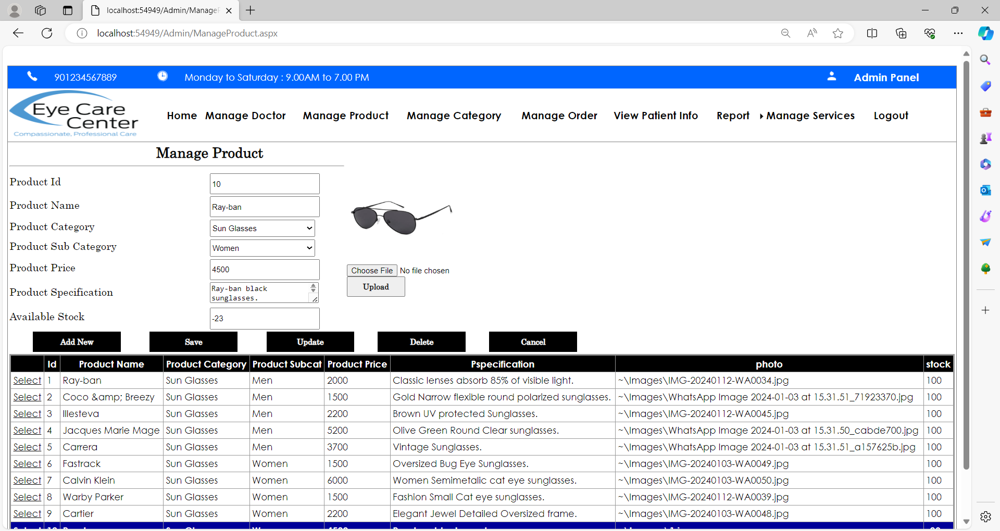 localhost:54949/Admin/ManageP
localhost:54949/Admin/ManageProduct.aspx
901234567889 Monday to Saturday : 9.00AM to 7.00 PM Admin Panel
Eye Care
Center
Compassionate, Professional Care
Home Manage Doctor Manage Product Manage Category Manage Order View Patient Info Report Manage Services Logout
Manage Product
Product Id 10
Product Name Ray-ban
Product Category Sun Glasses
Product Sub Category Women
Product Price 4500
Choose File No file chosen
Upload
Product Specification Ray-ban black
sunglasses.
Available Stock -23
Add New Save Update Delete Cancel
Id Product Name Product Category Product Subcat Product Price Pspecification photo stock
Select 1 Ray-ban Sun Glasses Men 2000 Classic lenses absorb 85% of visible light. ~\Images\IMG-20240112-WA0034.jpg 100
Select 2 Coco &amp; Breezy Sun Glasses Men 1500 Gold Narrow flexible round polarized sunglasses. ~\Images\WhatsApp Image 2024-01-03 at 15.31.51_71923370.jpg 100
Select 3 Illesteva Sun Glasses Men 2200 Brown UV protected Sunglasses. ~\Images\IMG-20240112-WA0045.jpg 100
Select 4 Jacques Marie Mage Sun Glasses Men 5200 Olive Green Round Clear sunglasses. ~\Images\WhatsApp Image 2024-01-03 at 15.31.50_cabde700.jpg 100
Select 5 Carrera Sun Glasses Men 3700 Vintage Sunglasses. ~\Images\WhatsApp Image 2024-01-03 at 15.31.51_a157625b.jpg 100
Select 6 Fastrack Sun Glasses Women 1500 Oversized Bug Eye Sunglasses. ~\Images\IMG-20240103-WA0049.jpg 100
Select 7 Calvin Klein Sun Glasses Women 6000 Women Semimetalic cat eye sunglasses. ~\Images\IMG-20240103-WA0050.jpg 100
Select 8 Warby Parker Sun Glasses Women 1500 Fashion Small Cat eye sunglasses. ~\Images\IMG-20240112-WA0039.jpg 100
Select 9 Cartier Sun Glasses Women 2200 Elegant Jewel Detailed Oversized frame. ~\Images\IMG-20240103-WA0048.jpg 100